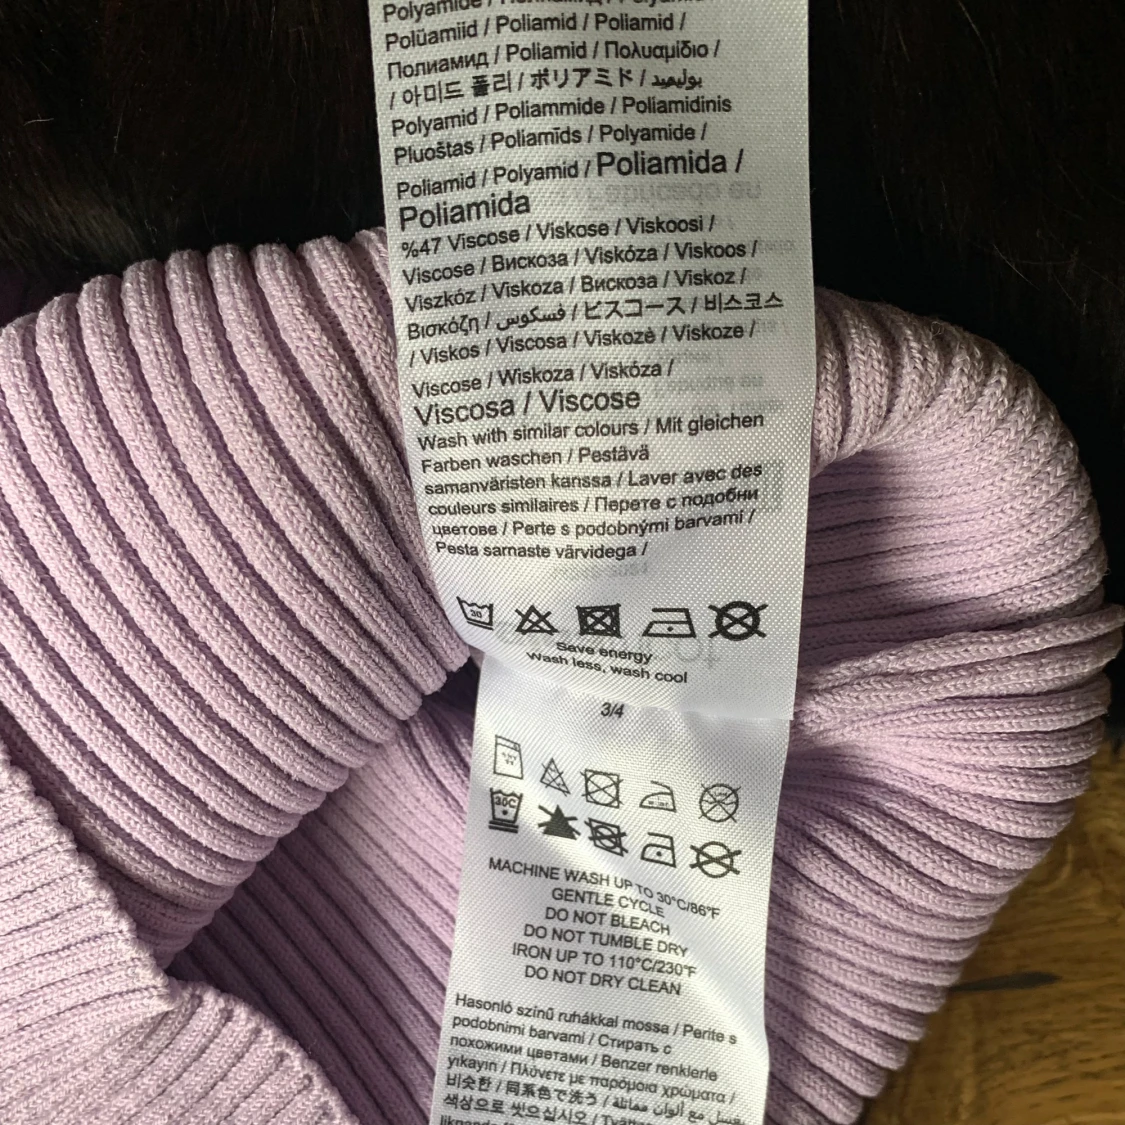 Polyamide /
Polüamiid / Poliamid / Poliamid /
Полиамид / Poliamid / Πολυαμίδιο /
/ 아미드 폴리 / ポリアミド / بوليميد
Polyamid / Poliammide / Poliamidinis
Pluoštas / Poliamīds / Polyamide /
Poliamid / Polyamid / Poliamida /
Poliamida
%47 Viscose / Viskose / Viskoosi /
Viscose / Вискоза / Viskóza / Viskoos /
Viszkóz / Viskoza / Вискоза / Viskoz /
Βισκόζη / فسكوس / ビスコース / 비스코스
/ Viskos / Viscosa / Viskozė / Viskoze /
Viscose / Wiskoza / Viskóza /
Viscosa / Viscose
Wash with similar colours / Mit gleichen
Farben waschen / Pestävä
samanväristen kanssa / Laver avec des
couleurs similaires / Перете с подобни
цветове / Perte s podobnými barvami /
Pesta sarnaste värvidega /
30
Save energy
Wash less, wash cool
3/4
30C
MACHINE WASH UP TO 30°C/86°F
GENTLE CYCLE
DO NOT BLEACH
DO NOT TUMBLE DRY
IRON UP TO 110°C/230°F
DO NOT DRY CLEAN
Hasonló színű ruhákkal mossa / Perite s
podobnimi barvami / Стирать с
похожими цветами / Benzer renklerle
yıkayın / Πλύνετε με παρόμοια χρώματα /
비슷한 / 同系色で洗う / يغسل مع ألوان مماثلة /
색상으로 씻으십시오 /